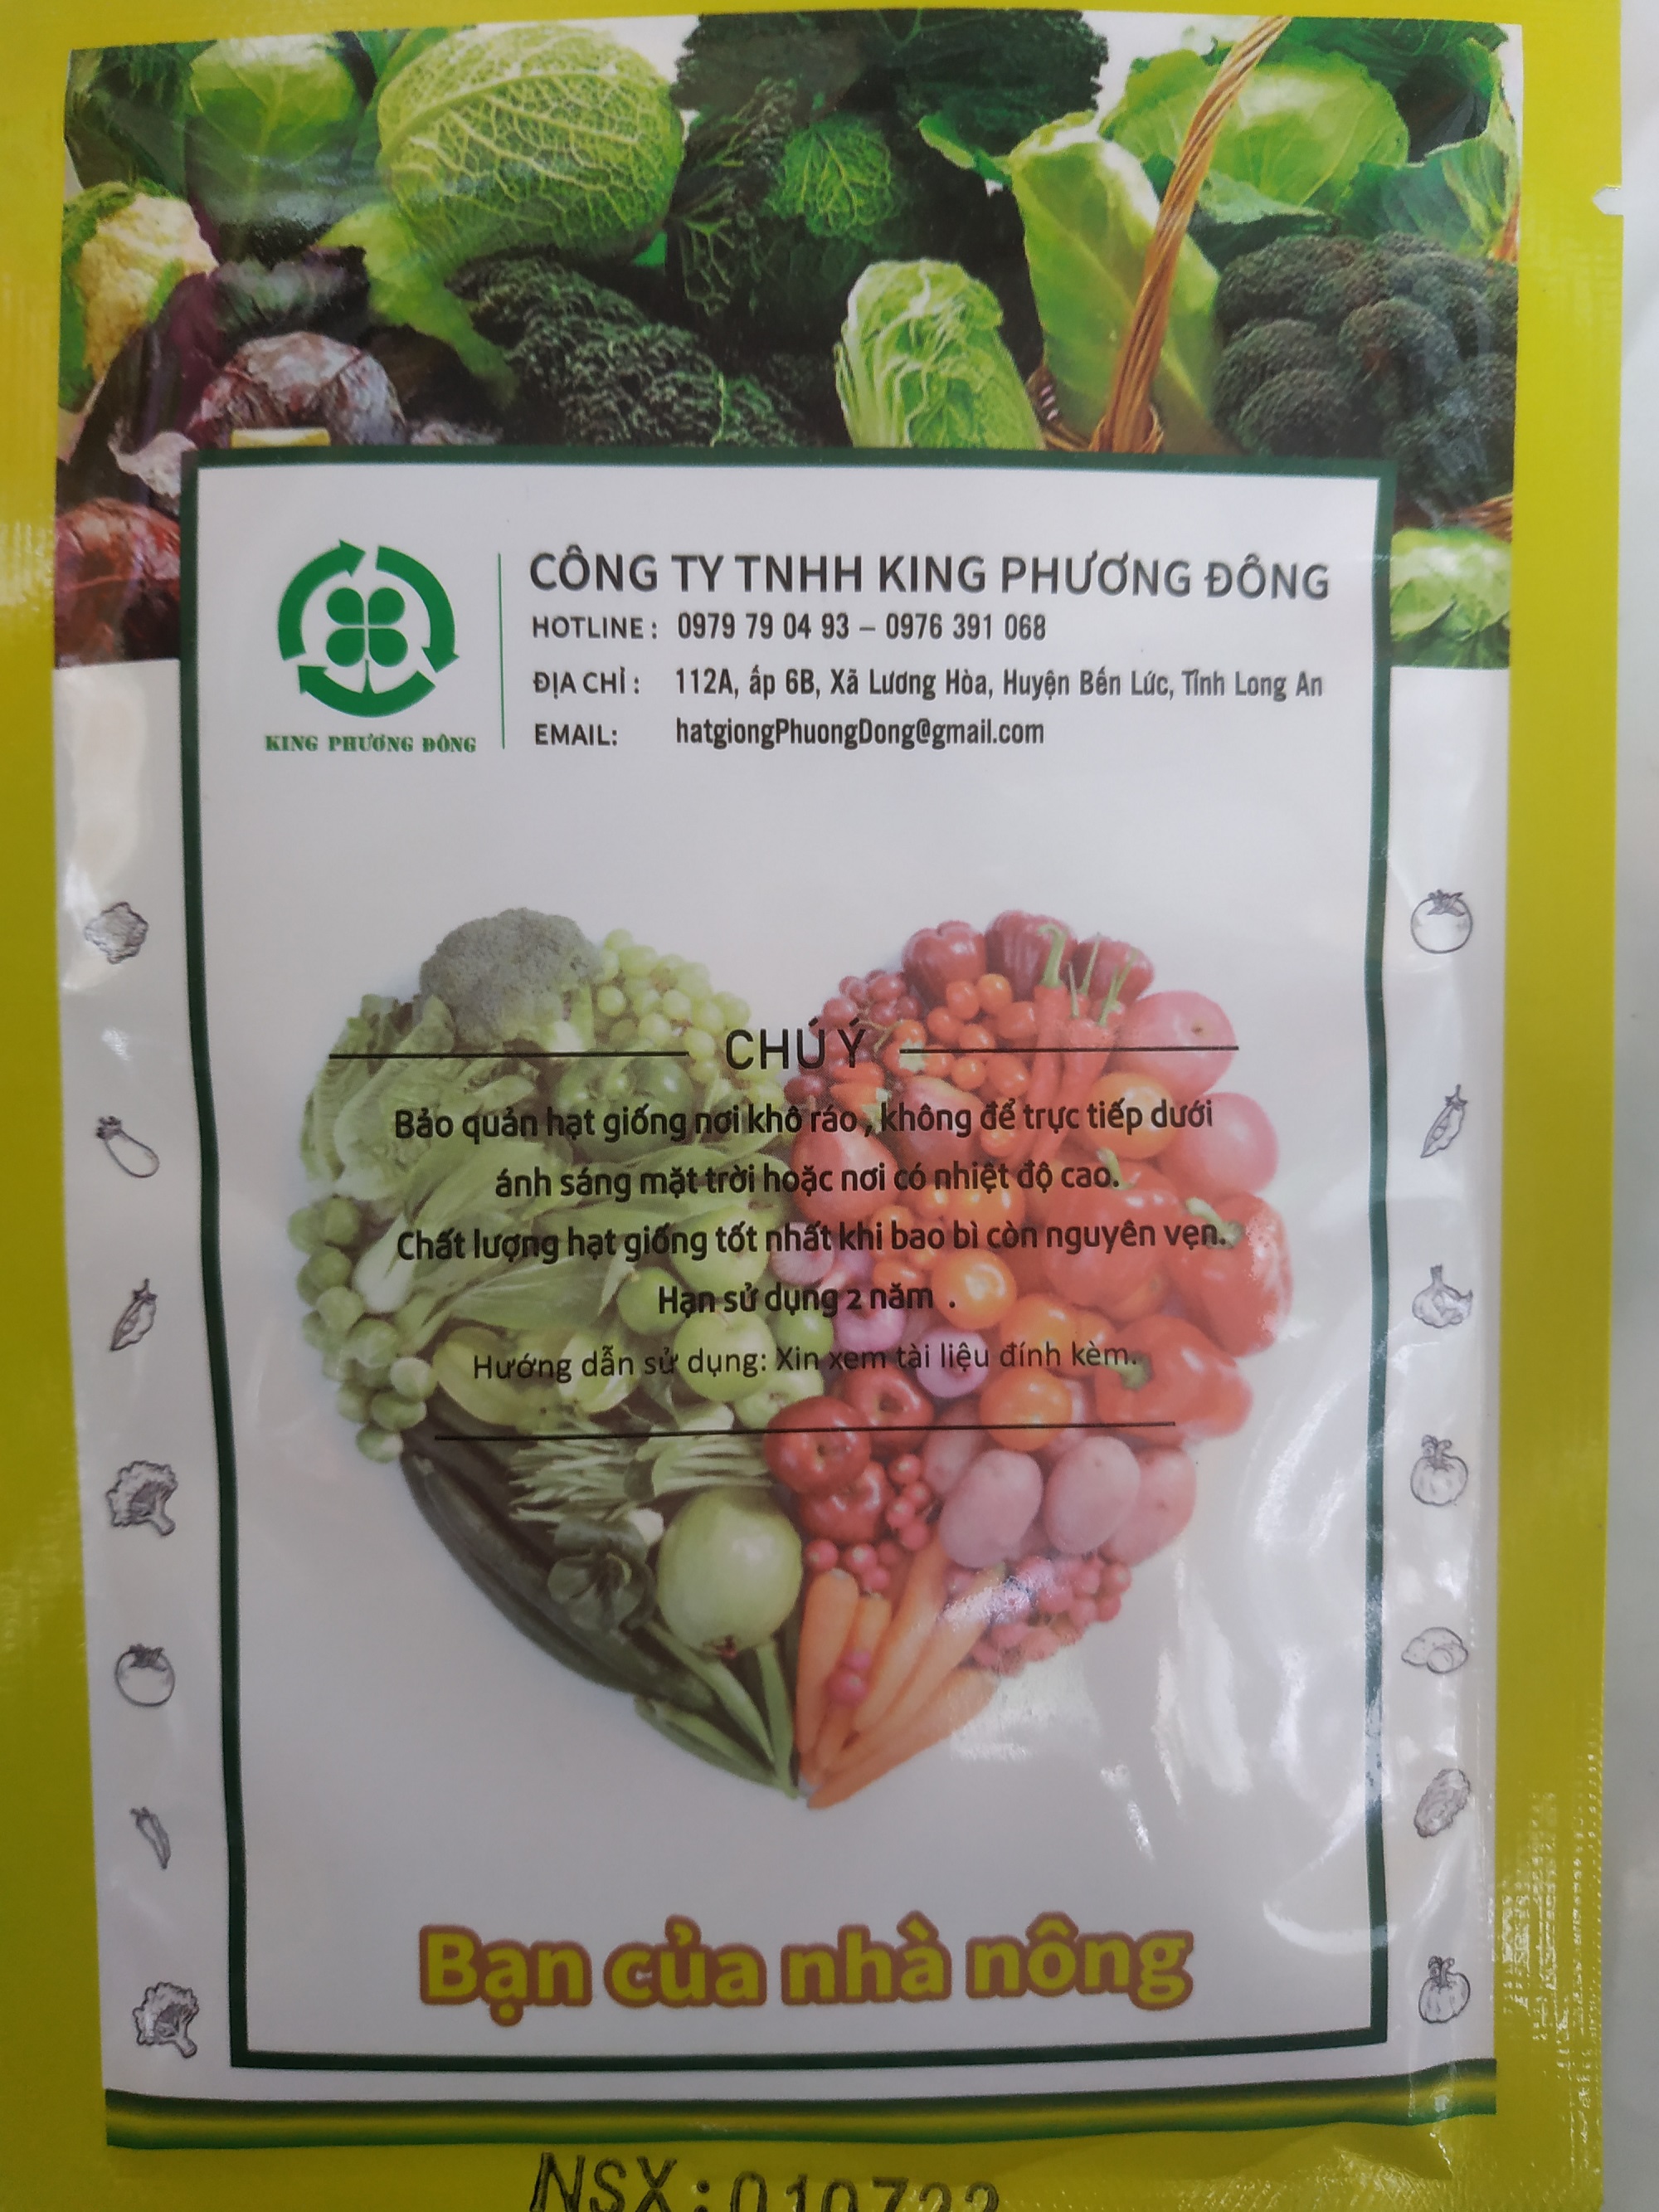 CÔNG TY TNHH KING PHƯƠNG ĐÔNG
HOTLINE : 0979 79 04 93 – 0976 391 068
ĐỊA CHỈ : 112A, ấp 6B, Xã Lương Hòa, Huyện Bến Lức, Tỉnh Long An
EMAIL: hatgiongPhuongDong@gmail.com
KING PHƯƠNG ĐÔNG
CHÚ Ý
Bảo quản hạt giống nơi khô ráo , không để trực tiếp dưới
ánh sáng mặt trời hoặc nơi có nhiệt độ cao.
Chất lượng hạt giống tốt nhất khi bao bì còn nguyên vẹn.
Hạn sử dụng 2 năm .
Hướng dẫn sử dụng: Xin xem tài liệu đính kèm.
Bạn của nhà nông
NSX: 010722